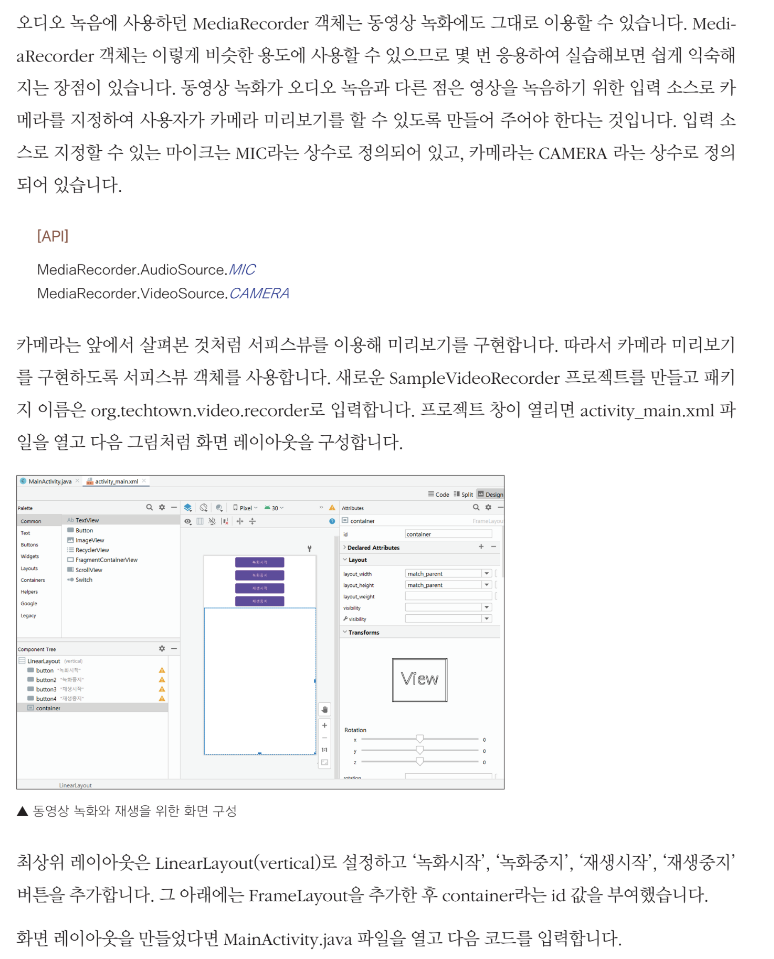 오디오 녹음에 사용하던 MediaRecorder 객체는 동영상 녹화에도 그대로 이용할 수 있습니다. Medi-
aRecorder 객체는 이렇게 비슷한 용도에 사용할 수 있으므로 몇 번 응용하여 실습해보면 쉽게 익숙해
지는 장점이 있습니다. 동영상 녹화가 오디오 녹음과 다른 점은 영상을 녹음하기 위한 입력 소스로 카
메라를 지정하여 사용자가 카메라 미리보기를 할 수 있도록 만들어 주어야 한다는 것입니다. 입력 소
스로 지정할 수 있는 마이크는 MIC라는 상수로 정의되어 있고, 카메라는 CAMERA 라는 상수로 정의
되어 있습니다.
[API]
MediaRecorder.AudioSource.MIC
MediaRecorder.VideoSource.CAMERA
카메라는 앞에서 살펴본 것처럼 서피스뷰를 이용해 미리보기를 구현합니다. 따라서 카메라 미리보기
를 구현하도록 서피스뷰 객체를 사용합니다. 새로운 SampleVideoRecorder 프로젝트를 만들고 패키
지 이름은 org.techtown.video.recorder로 입력합니다. 프로젝트 창이 열리면 activity_main.xml 파
일을 열고 다음 그림처럼 화면 레이아웃을 구성합니다.
MainActivity.java activity_main.xml
Code Split Design
Palette Pixel 30 Attributes
Common Ab TextView container FrameLayou
Text Button id container
Buttons ImageView
Widgets RecyclerView Declared Attributes
Layouts FragmentContainerView Layout
Containers ScrollView layout_width match_parent
Helpers Switch layout_height match_parent
Google layout_weight
Legacy visibility
visibility
녹화시작
녹화중지
재생시작
재생중지
Transforms
Component Tree
LinearLayout (vertical)
button "녹화시작"
button2 "녹화중지"
button3 "재생시작"
button4 "재생중지"
container
View
Rotation
x 0
y 0
z 0
rotation
LinearLayout
▲ 동영상 녹화와 재생을 위한 화면 구성
최상위 레이아웃은 LinearLayout(vertical)로 설정하고 ‘녹화시작’, ‘녹화중지’, ‘재생시작’, ‘재생중지’
버튼을 추가합니다. 그 아래에는 FrameLayout을 추가한 후 container라는 id 값을 부여했습니다.
화면 레이아웃을 만들었다면 MainActivity.java 파일을 열고 다음 코드를 입력합니다.